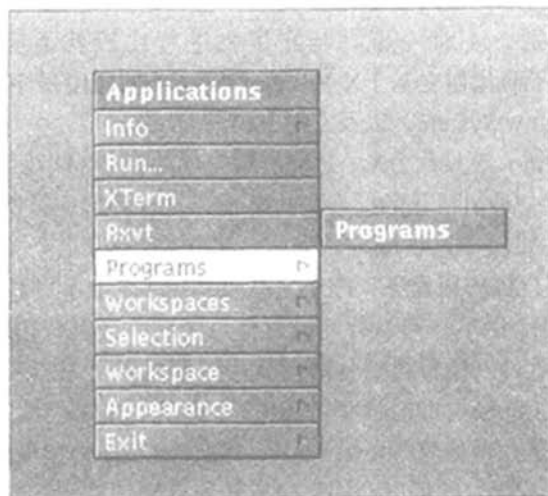 Applications
Info
Run...
XTerm
Rxvt
Programs
Programs
Workspaces
Selection
Workspace
Appearance
Exit